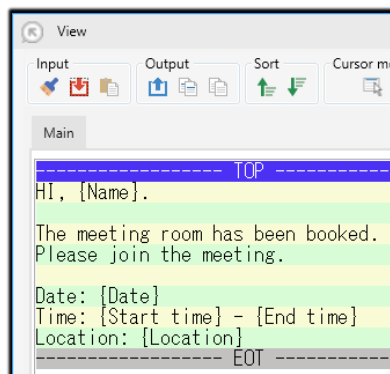 View
Input Output Sort Cursor m
Main
------------------ TOP -----------
HI, {Name}.
The meeting room has been booked.
Please join the meeting.
Date: {Date}
Time: {Start time} - {End time}
Location: {Location}
------------------ EOT -----------